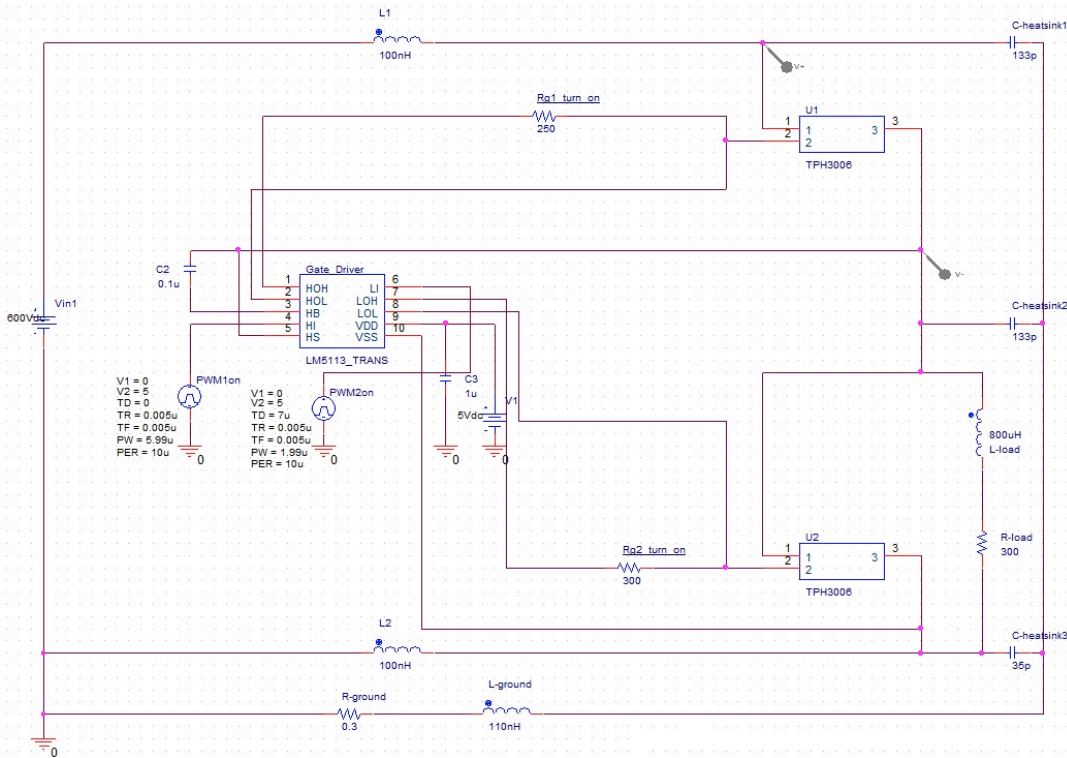 L1
100nH
C-heatsink1
133p
V+
Rg1_turn_on
250
U1
1
2
1
2
3
3
TPH3006
C2
0.1u
Gate_Driver
1
2
3
4
5
HOH
HOL
HB
HI
HS
LI
LOH
LOL
VDD
VSS
6
7
8
9
10
LM5113_TRANS
V-
Vin1
600Vdc
C-heatsink2
133p
PWM1on
V1 = 0
V2 = 5
TD = 0
TR = 0.005u
TF = 0.005u
PW = 5.99u
PER = 10u
0
PWM2on
V1 = 0
V2 = 5
TD = 7u
TR = 0.005u
TF = 0.005u
PW = 1.99u
PER = 10u
0
C3
1u
0
V1
5Vdc
0
800uH
L-load
R-load
300
Rg2_turn_on
300
U2
1
2
1
2
3
3
TPH3006
L2
100nH
C-heatsink3
35p
R-ground
0.3
L-ground
110nH
0